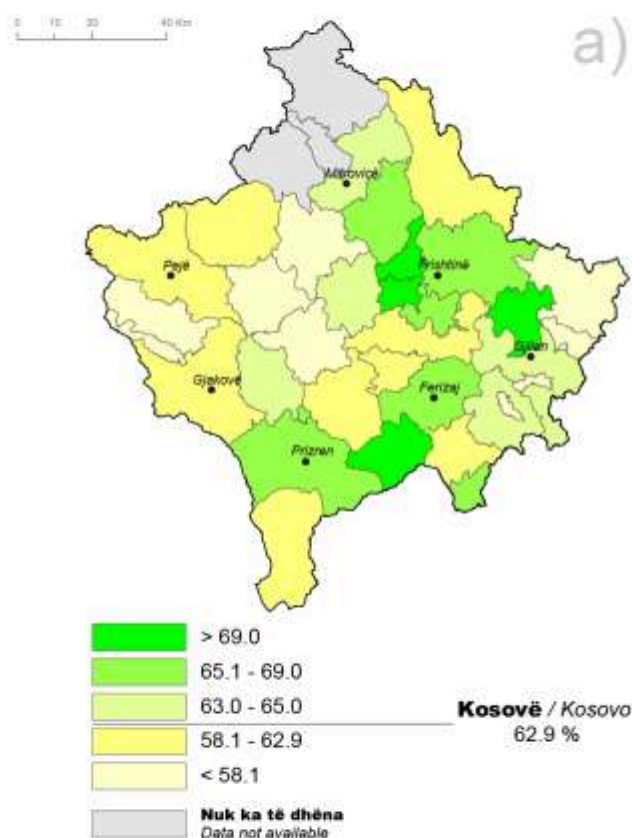 0 10 20 40 Km
a)
Mitrovicë
Pejë
Prishtinë
Gjilan
Gjakovë
Ferizaj
Prizren
> 69.0
65.1 - 69.0
63.0 - 65.0
Kosovë / Kosovo
62.9 %
58.1 - 62.9
< 58.1
Nuk ka të dhëna
Data not available